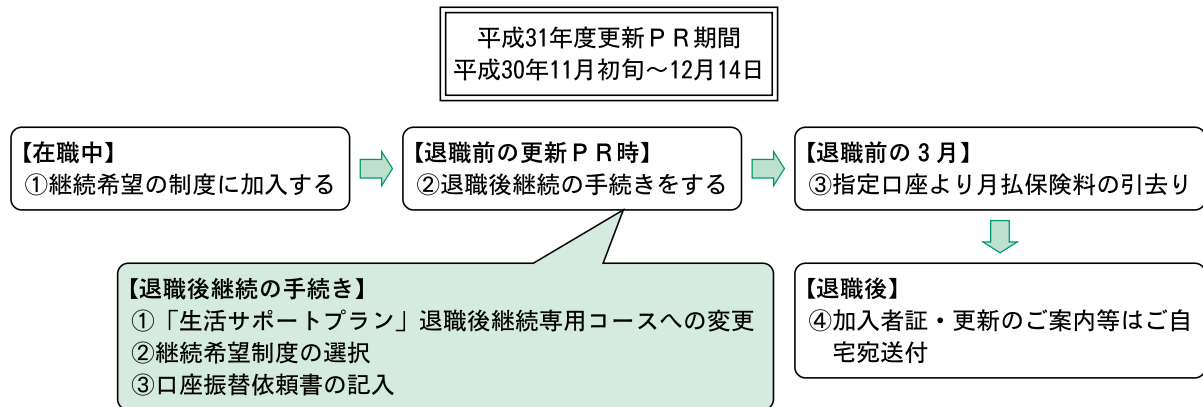 平成31年度更新ＰＲ期間
平成30年11月初旬～12月14日
【在職中】
①継続希望の制度に加入する
【退職前の更新ＰＲ時】
②退職後継続の手続きをする
【退職前の３月】
③指定口座より月払保険料の引去り
【退職後継続の手続き】
①「生活サポートプラン」退職後継続専用コースへの変更
②継続希望制度の選択
③口座振替依頼書の記入
【退職後】
④加入者証・更新のご案内等はご自
宅宛送付